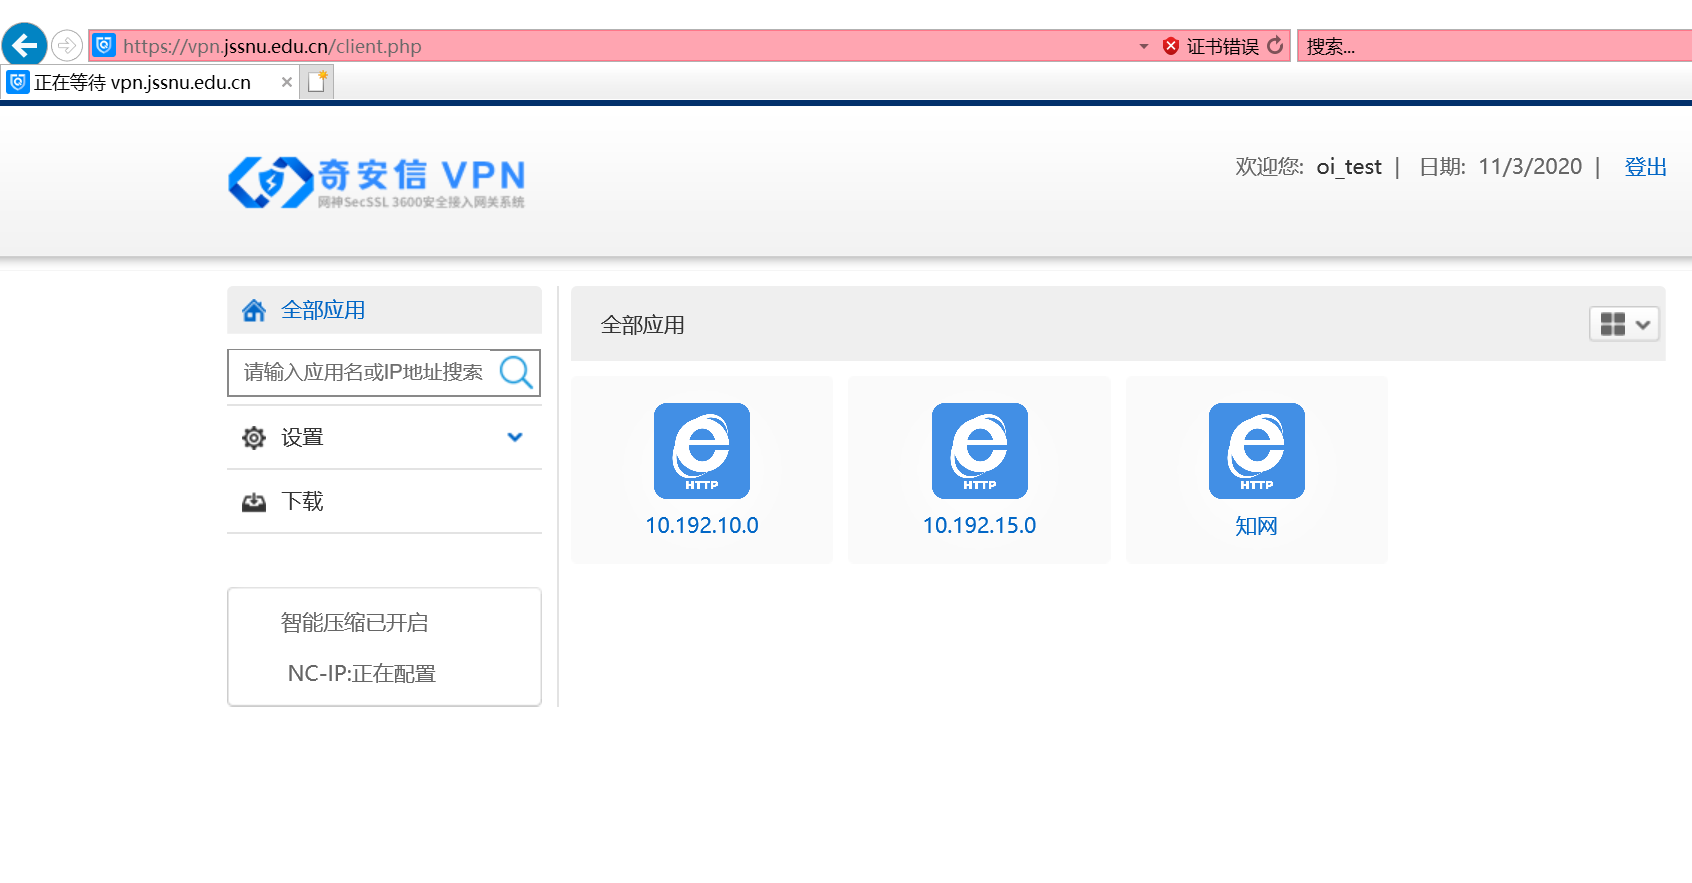 https://vpn.jssnu.edu.cn/client.php
证书错误
搜索...
正在等待 vpn.jssnu.edu.cn
奇安信 VPN
网神SecSSL 3600安全接入网关系统
欢迎您: oi_test | 日期: 11/3/2020 | 登出
全部应用
请输入应用名或IP地址搜索
设置
下载
智能压缩已开启
NC-IP:正在配置
全部应用
HTTP
10.192.10.0
HTTP
10.192.15.0
HTTP
知网